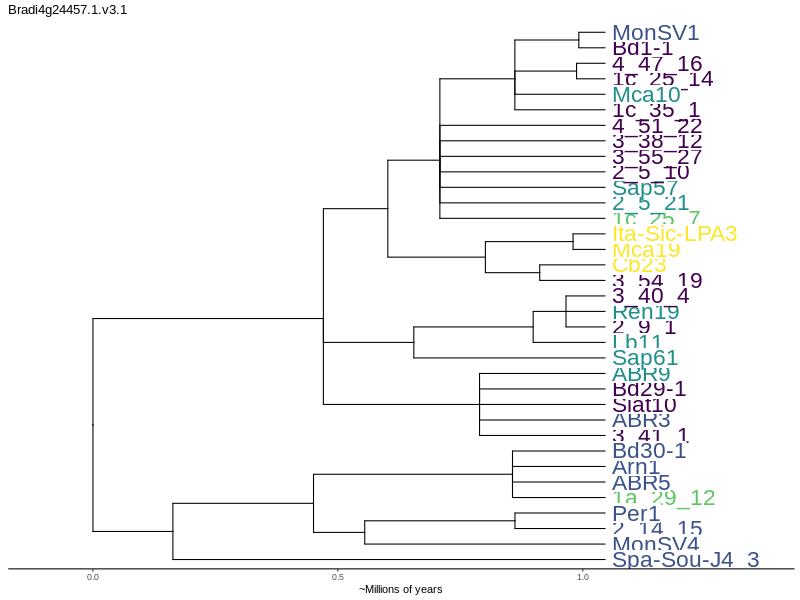 Bradi4g24457.1.v3.1
MonSV1
Bd1-1
4_47_16
1c_25_14
Mca10
1c_35_1
4_51_22
3_38_12
3_55_27
2_5_10
Sap57
2_5_21
1c_25_7
Ita-Sic-LPA3
Mca19
Cb23
3_54_19
3_40_4
Ren19
2_9_1
Lb11
Sap61
ABR9
Bd29-1
Siat10
ABR3
3_41_1
Bd30-1
Arn1
ABR5
1a_29_12
Per1
2_14_15
MonSV4
Spa-Sou-J4_3
0.0 0.5 1.0
~Millions of years